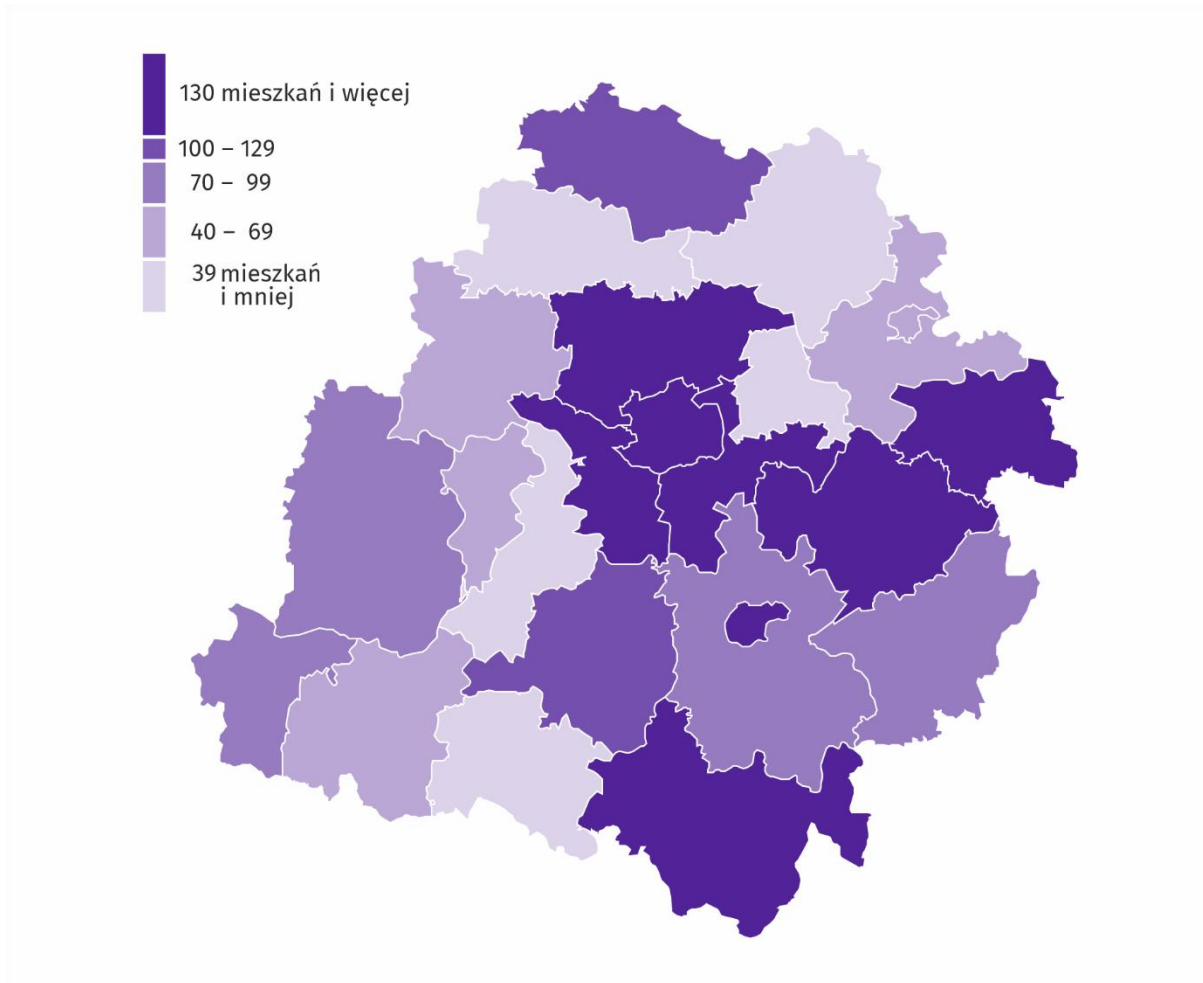 130 mieszkań i więcej
100 – 129
70 – 99
40 – 69
39 mieszkań
i mniej